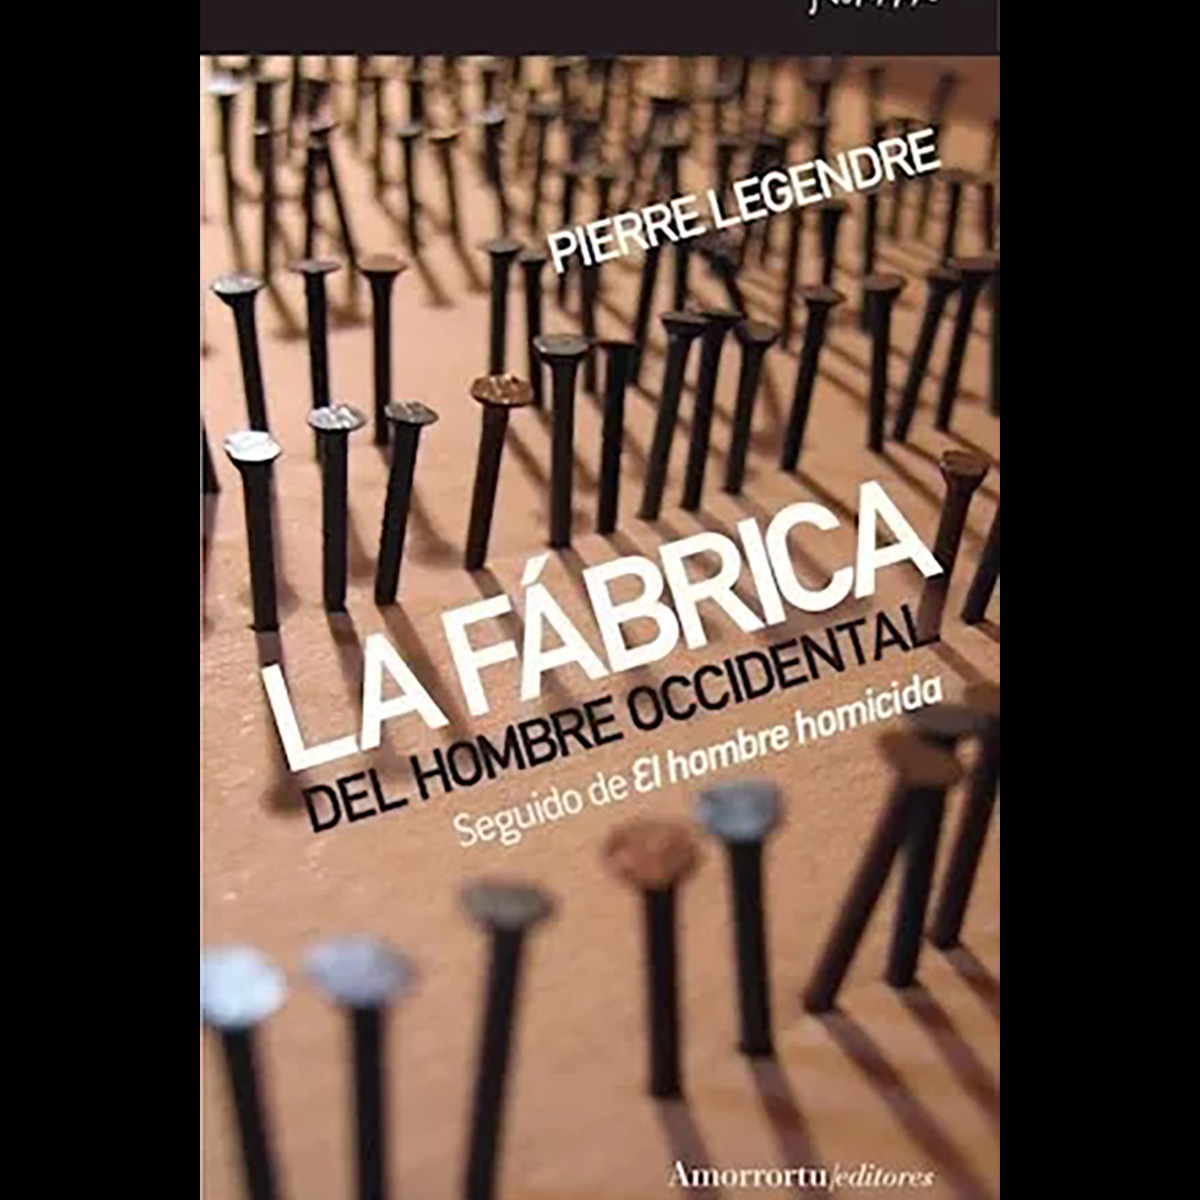 PIERRE LEGENDRE
LA FÁBRICA
DEL HOMBRE OCCIDENTAL
Seguido de El hombre homicida
Amorrortu/editores